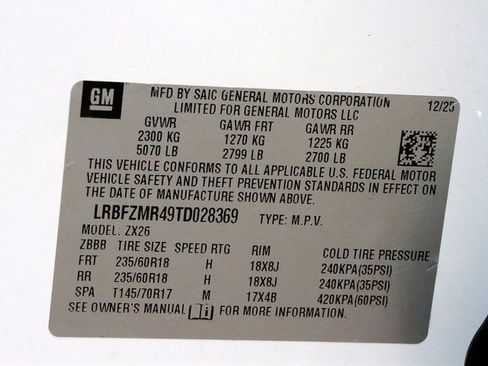 GM
MFD BY SAIC GENERAL MOTORS CORPORATION 12/25
LIMITED FOR GENERAL MOTORS LLC
GVWR GAWR FRT GAWR RR
2300 KG 1270 KG 1225 KG
5070 LB 2799 LB 2700 LB
THIS VEHICLE CONFORMS TO ALL APPLICABLE U.S. FEDERAL MOTOR
VEHICLE SAFETY AND THEFT PREVENTION STANDARDS IN EFFECT ON
THE DATE OF MANUFACTURE SHOWN ABOVE.
LRBFZMR49TD028369 TYPE: M.P.V.
MODEL: ZX26
ZBBB TIRE SIZE SPEED RTG RIM COLD TIRE PRESSURE
FRT 235/60R18 H 18X8J 240KPA(35PSI)
RR 235/60R18 H 18X8J 240KPA(35PSI)
SPA T145/70R17 M 17X4B 420KPA(60PSI)
SEE OWNER'S MANUAL FOR MORE INFORMATION.